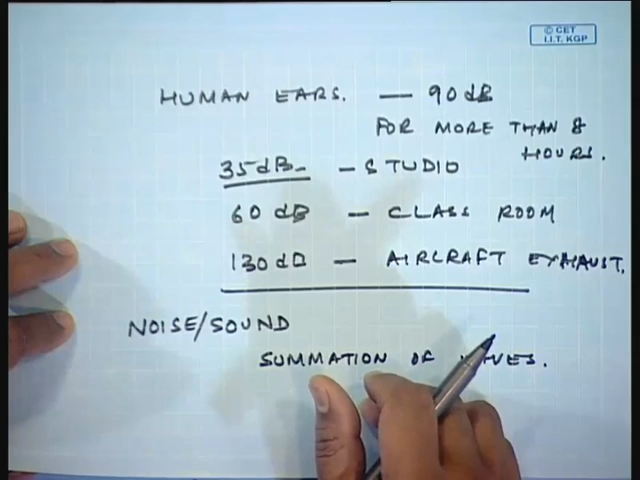 © CET
I.I.T. KGP
HUMAN EARS. — 90 dB
FOR MORE THAN 8
HOURS.
35 dB - STUDIO
60 dB - CLASS ROOM
130 dB - AIRCRAFT EXHAUST.
NOISE/SOUND
SUMMATION OF